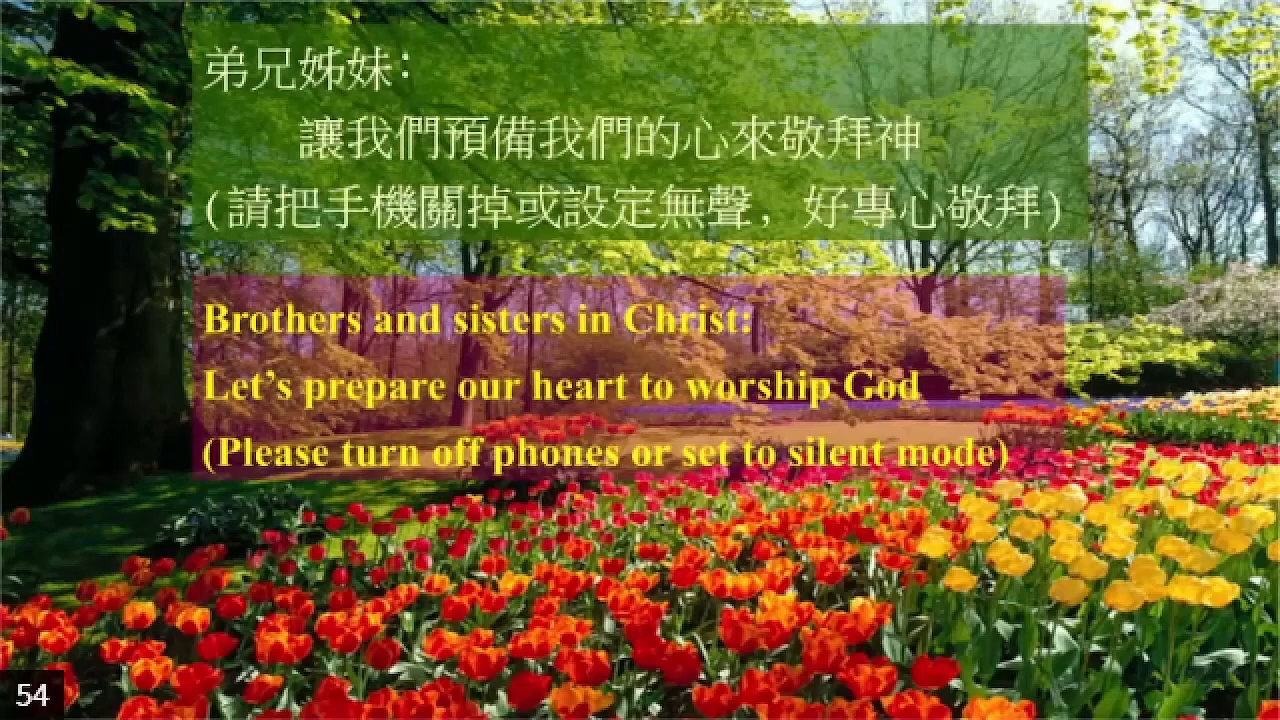 弟兄姊妹：
讓我們預備我們的心來敬拜神
(請把手機關掉或設定無聲，好專心敬拜)
Brothers and sisters in Christ:
Let’s prepare our heart to worship God
(Please turn off phones or set to silent mode)
54